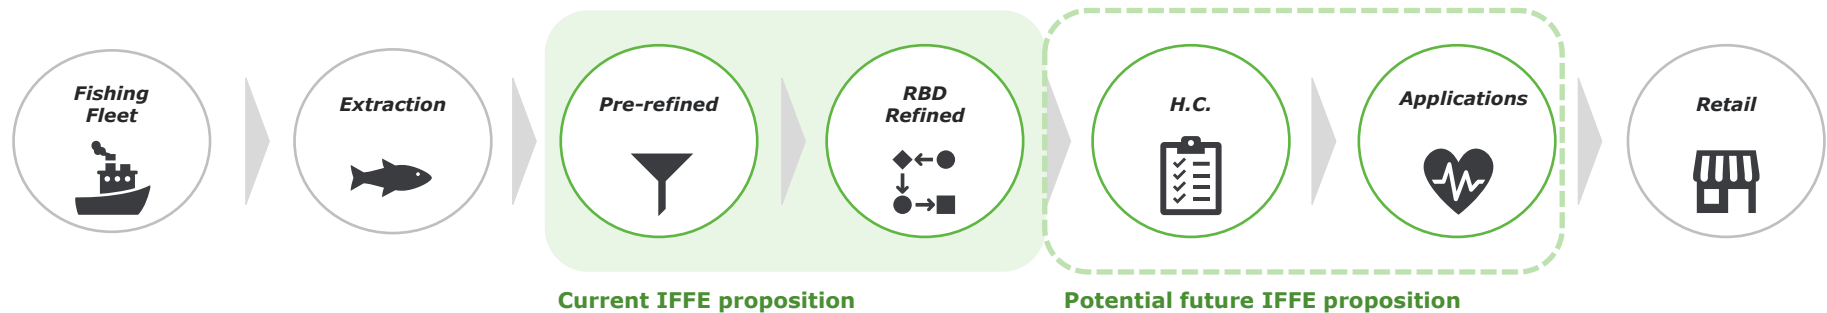 Fishing
Fleet
Extraction
Pre-refined
RBD
Refined
H.C.
Applications
Retail
Current IFFE proposition
Potential future IFFE proposition